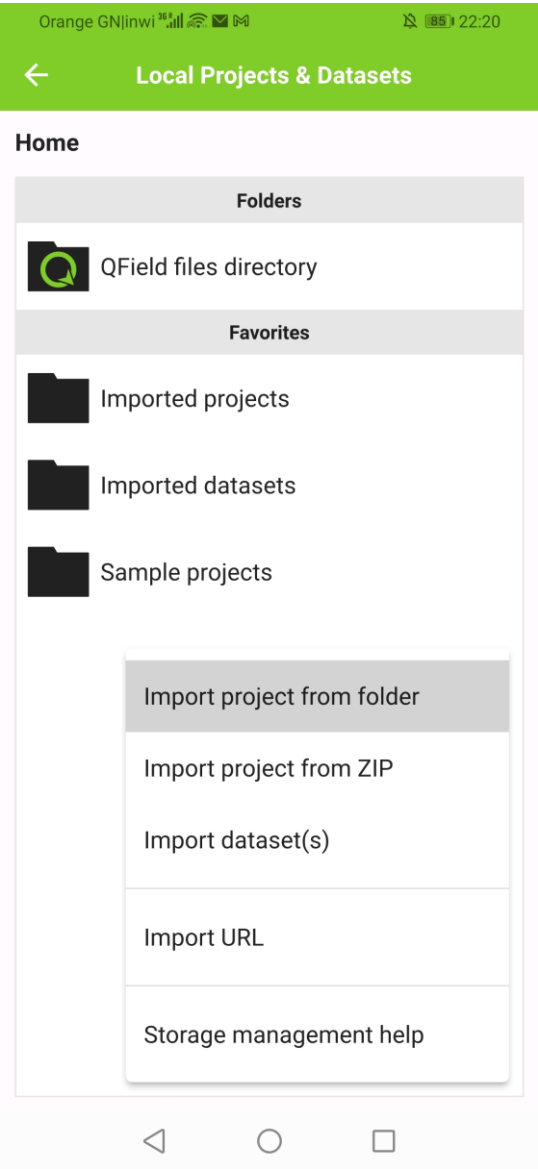 Orange GN|inwi 36 85 22:20
Local Projects & Datasets
Home
Folders
QField files directory
Favorites
Imported projects
Imported datasets
Sample projects
Import project from folder
Import project from ZIP
Import dataset(s)
Import URL
Storage management help